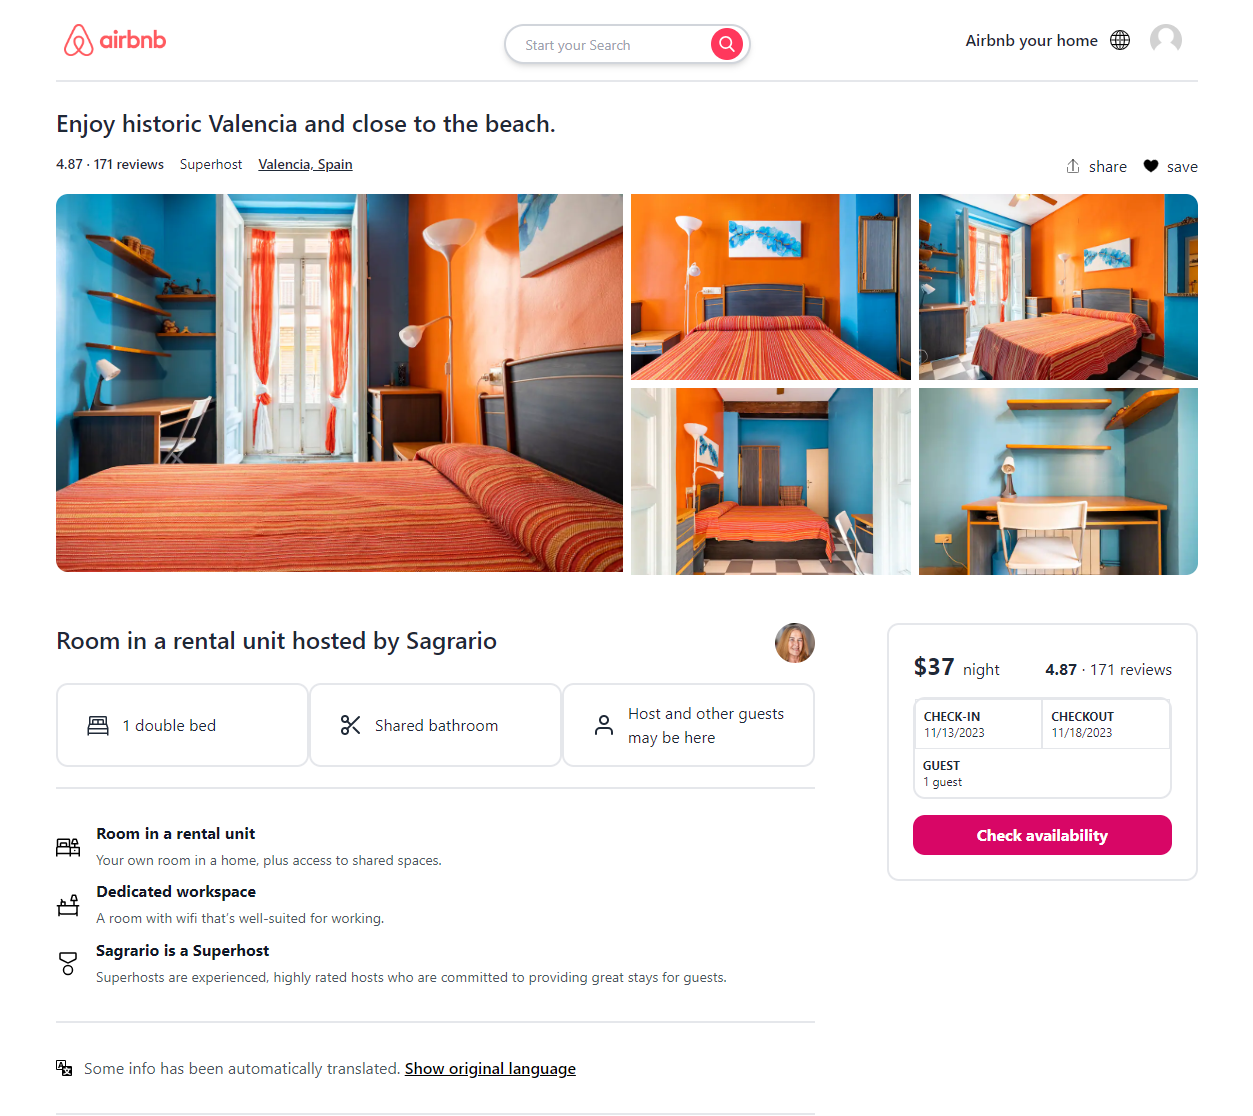 airbnb
Start your Search
Airbnb your home
Enjoy historic Valencia and close to the beach.
4.87 · 171 reviews Superhost Valencia, Spain
share save
Room in a rental unit hosted by Sagrario
1 double bed
Shared bathroom
Host and other guests
may be here
$37 night 4.87 · 171 reviews
CHECK-IN
11/13/2023
CHECKOUT
11/18/2023
GUEST
1 guest
Check availability
Room in a rental unit
Your own room in a home, plus access to shared spaces.
Dedicated workspace
A room with wifi that's well-suited for working.
Sagrario is a Superhost
Superhosts are experienced, highly rated hosts who are committed to providing great stays for guests.
Some info has been automatically translated. Show original language